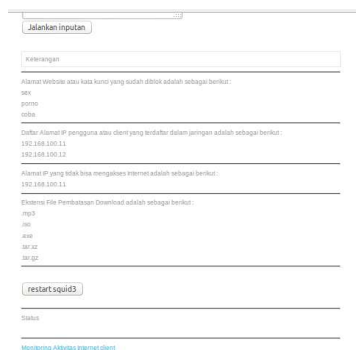 Jalankan inputan
Keterangan
Alamat Website atau kata kunci yang sudah diblok adalah sebagai berikut :
sex
porno
coba
Daftar Alamat IP pengguna atau client yang terdaftar dalam jaringan adalah sebagai berikut :
192.168.100.11
192.168.100.12
Alamat IP yang tidak bisa mengakses internet adalah sebagai berikut :
192.168.100.11
Ekstensi File Pembatasan Download adalah sebagai berikut :
.mp3
.iso
.exe
.tar.xz
.tar.gz
restart squid3
Status
Monitoring Aktivitas Internet client